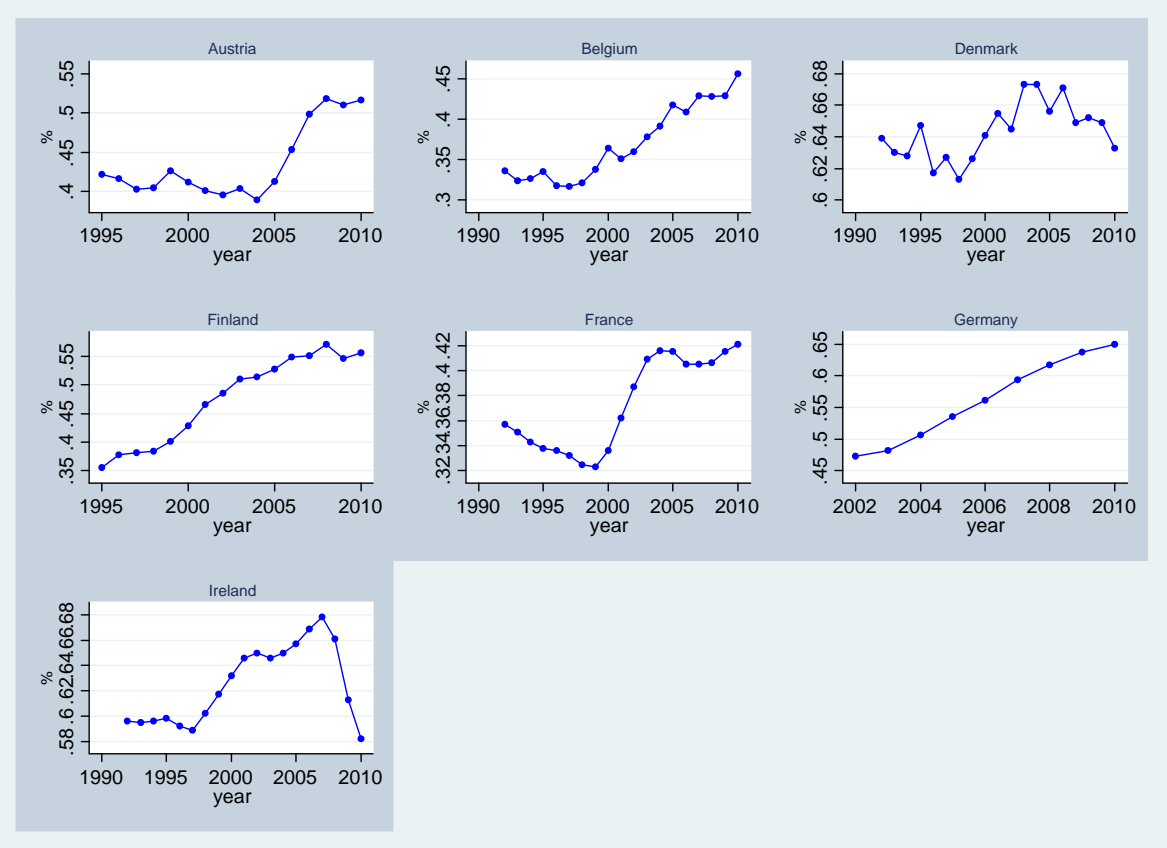 Austria
%
.4 .45 .5 .55
1995 2000 2005 2010
year
Belgium
%
.3 .35 .4 .45
1990 1995 2000 2005 2010
year
Denmark
%
.6 .62 .64 .66 .68
1990 1995 2000 2005 2010
year
Finland
%
.35 .4 .45 .5 .55
1995 2000 2005 2010
year
France
%
.32 .34 .36 .38 .4 .42
1990 1995 2000 2005 2010
year
Germany
%
.45 .5 .55 .6 .65
2002 2004 2006 2008 2010
year
Ireland
%
.58 .6 .62 .64 .66 .68
1990 1995 2000 2005 2010
year